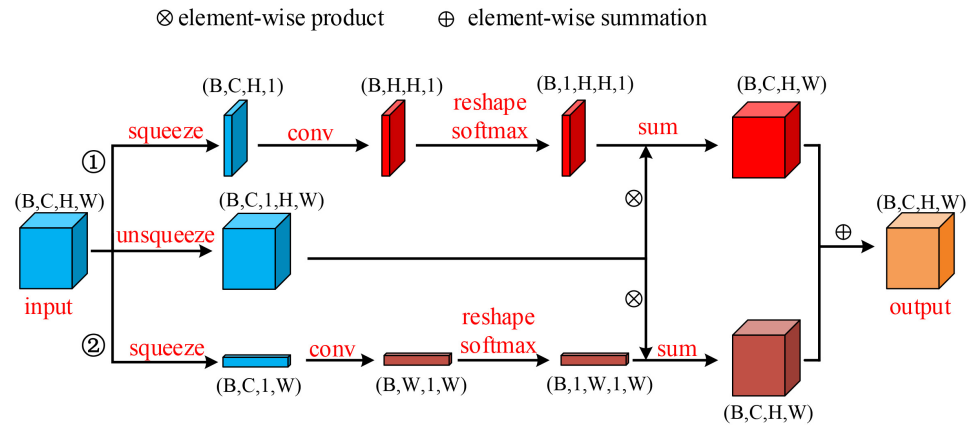 ⊗ element-wise product ⊕ element-wise summation
(B,C,H,1) (B,H,H,1) (B,1,H,H,1) (B,C,H,W)
reshape
squeeze conv softmax sum
①
(B,C,H,W) (B,C,1,H,W) ⊗ (B,C,H,W)
unsqueeze ⊕
input ⊗ output
reshape
② squeeze conv softmax sum
(B,C,1,W) (B,W,1,W) (B,1,W,1,W)
(B,C,H,W)